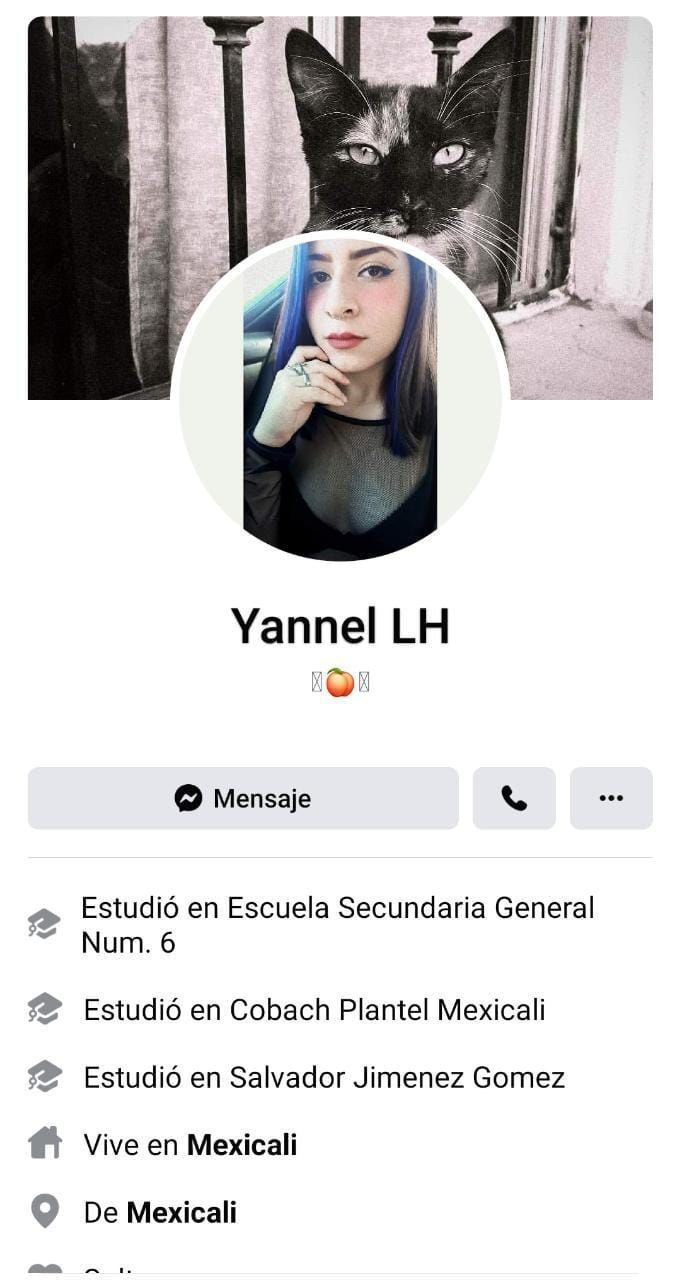 Yannel LH
🍑
Mensaje
Estudió en Escuela Secundaria General
Num. 6
Estudió en Cobach Plantel Mexicali
Estudió en Salvador Jimenez Gomez
Vive en Mexicali
De Mexicali